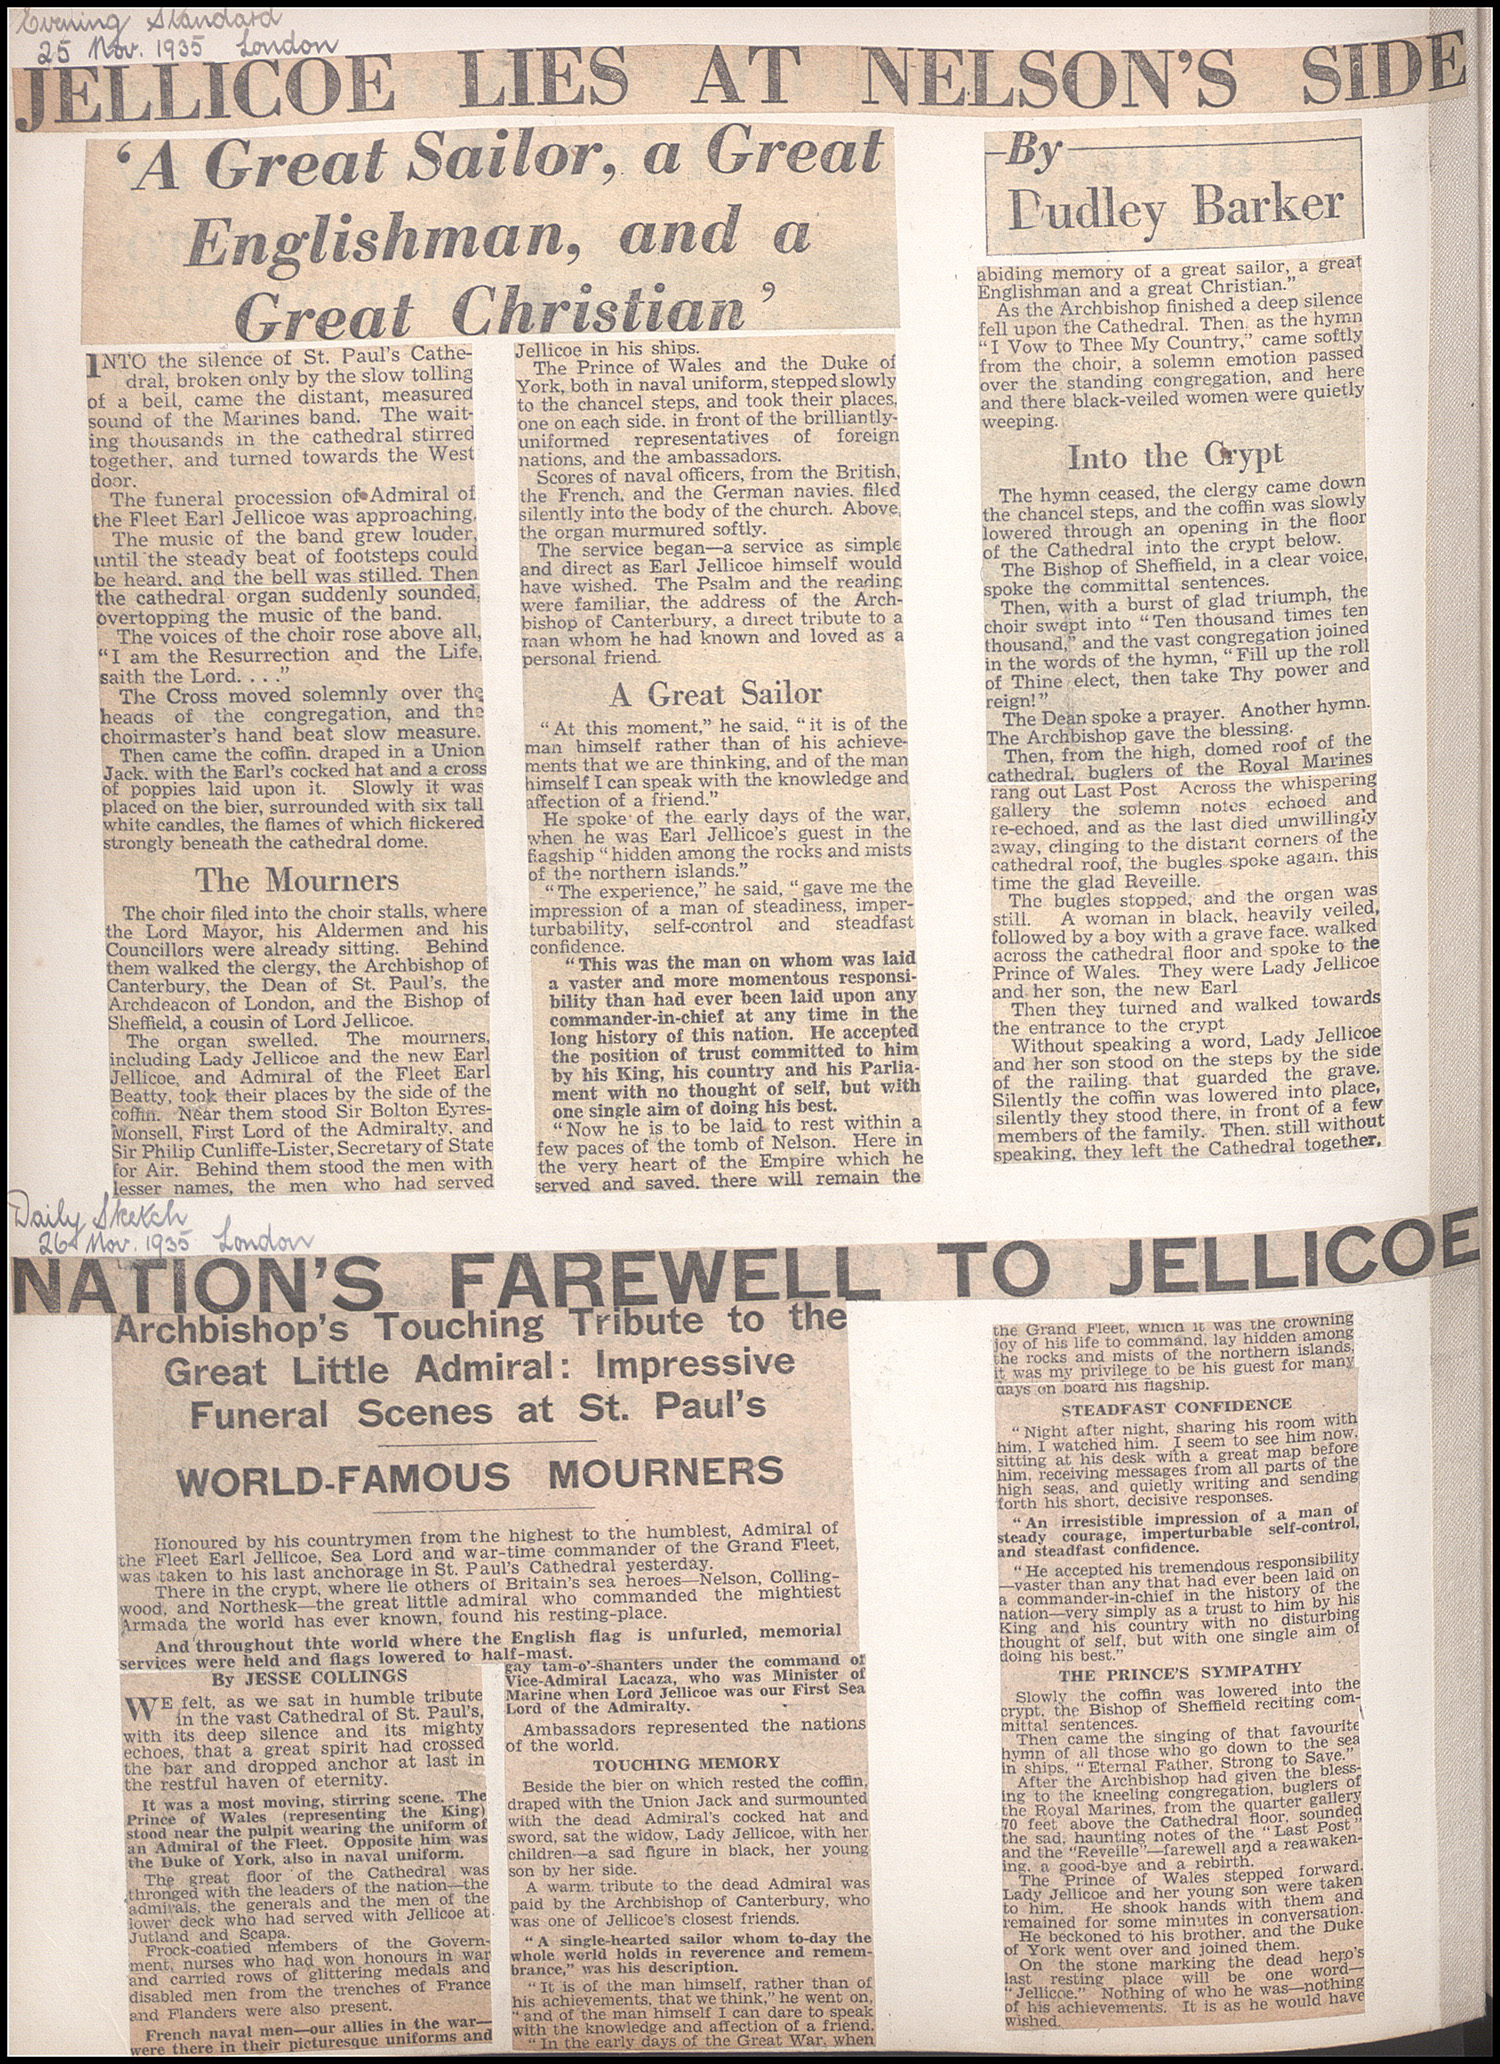 Evening Standard
25 Nov. 1935 London
JELLICOE LIES AT NELSON'S SIDE
'A Great Sailor, a Great
Englishman, and a
Great Christian'
By
Dudley Barker
INTO the silence of St. Paul's Cathe-
dral, broken only by the slow tolling
of a bell, came the distant, measured
sound of the Marines band. The wait-
ing thousands in the cathedral stirred
together, and turned towards the West
door.
The funeral procession of Admiral of
the Fleet Earl Jellicoe was approaching.
The music of the band grew louder,
until the steady beat of footsteps could
be heard, and the bell was stilled. Then
the cathedral organ suddenly sounded,
overtopping the music of the band.
The voices of the choir rose above all,
"I am the Resurrection and the Life,
saith the Lord. . . ."
The Cross moved solemnly over the
heads of the congregation, and the
choirmaster's hand beat slow measure.
Then came the coffin, draped in a Union
Jack, with the Earl's cocked hat and a cross
of poppies laid upon it. Slowly it was
placed on the bier, surrounded with six tall
white candles, the flames of which flickered
strongly beneath the cathedral dome.
The Mourners
The choir filed into the choir stalls, where
the Lord Mayor, his Aldermen and his
Councillors were already sitting. Behind
them walked the clergy, the Archbishop of
Canterbury, the Dean of St. Paul's, the
Archdeacon of London, and the Bishop of
Sheffield, a cousin of Lord Jellicoe.
The organ swelled. The mourners,
including Lady Jellicoe and the new Earl
Jellicoe, and Admiral of the Fleet Earl
Beatty, took their places by the side of the
coffin. Near them stood Sir Bolton Eyres-
Monsell, First Lord of the Admiralty, and
Sir Philip Cunliffe-Lister, Secretary of State
for Air. Behind them stood the men with
lesser names, the men who had served
Jellicoe in his ships.
The Prince of Wales and the Duke of
York, both in naval uniform, stepped slowly
to the chancel steps, and took their places,
one on each side, in front of the brilliantly-
uniformed representatives of foreign
nations, and the ambassadors.
Scores of naval officers, from the British,
the French, and the German navies, filed
silently into the body of the church. Above,
the organ murmured softly.
The service began—a service as simple
and direct as Earl Jellicoe himself would
have wished. The Psalm and the reading
were familiar, the address of the Arch-
bishop of Canterbury, a direct tribute to a
man whom he had known and loved as a
personal friend.
A Great Sailor
"At this moment," he said, "it is of the
man himself rather than of his achieve-
ments that we are thinking, and of the man
himself I can speak with the knowledge and
affection of a friend."
He spoke of the early days of the war,
when he was Earl Jellicoe's guest in the
flagship "hidden among the rocks and mists
of the northern islands."
"The experience," he said, "gave me the
impression of a man of steadiness, imper-
turbability, self-control and steadfast
confidence.
"This was the man on whom was laid
a vaster and more momentous responsi-
bility than had ever been laid upon any
commander-in-chief at any time in the
long history of this nation. He accepted
the position of trust committed to him
by his King, his country and his Parlia-
ment with no thought of self, but with
one single aim of doing his best.
"Now he is to be laid to rest within a
few paces of the tomb of Nelson. Here in
the very heart of the Empire which he
served and saved, there will remain the
abiding memory of a great sailor, a great
Englishman and a great Christian."
As the Archbishop finished a deep silence
fell upon the Cathedral. Then, as the hymn
"I Vow to Thee My Country," came softly
from the choir, a solemn emotion passed
over the standing congregation, and here
and there black-veiled women were quietly
weeping.
Into the Crypt
The hymn ceased, the clergy came down
the chancel steps, and the coffin was slowly
lowered through an opening in the floor
of the Cathedral into the crypt below.
The Bishop of Sheffield, in a clear voice,
spoke the committal sentences.
Then, with a burst of glad triumph, the
choir swept into "Ten thousand times ten
thousand," and the vast congregation joined
in the words of the hymn, "Fill up the roll
of Thine elect, then take Thy power and
reign!"
The Dean spoke a prayer. Another hymn.
The Archbishop gave the blessing.
Then, from the high, domed roof of the
cathedral, buglers of the Royal Marines
rang out Last Post Across the whispering
gallery the solemn notes echoed and
re-echoed, and as the last died unwillingly
away, clinging to the distant corners of the
cathedral roof, the bugles spoke again, this
time the glad Reveille.
The bugles stopped, and the organ was
still. A woman in black, heavily veiled,
followed by a boy with a grave face, walked
across the cathedral floor and spoke to the
Prince of Wales. They were Lady Jellicoe
and her son, the new Earl
Then they turned and walked towards
the entrance to the crypt
Without speaking a word, Lady Jellicoe
and her son stood on the steps by the side
of the railing that guarded the grave.
Silently the coffin was lowered into place,
silently they stood there, in front of a few
members of the family. Then, still without
speaking, they left the Cathedral together.
Daily Sketch
26 Nov. 1935 London
NATION'S FAREWELL TO JELLICOE
Archbishop's Touching Tribute to the
Great Little Admiral: Impressive
Funeral Scenes at St. Paul's
WORLD-FAMOUS MOURNERS
Honoured by his countrymen from the highest to the humblest, Admiral of
the Fleet Earl Jellicoe, Sea Lord and war-time commander of the Grand Fleet,
was taken to his last anchorage in St. Paul's Cathedral yesterday.
There in the crypt, where lie others of Britain's sea heroes—Nelson, Colling-
wood, and Northesk—the great little admiral who commanded the mightiest
Armada the world has ever known, found his resting-place.
And throughout thte world where the English flag is unfurled, memorial
services were held and flags lowered to half-mast.
By JESSE COLLINGS
WE felt, as we sat in humble tribute
in the vast Cathedral of St. Paul's,
with its deep silence and its mighty
echoes, that a great spirit had crossed
the bar and dropped anchor at last in
the restful haven of eternity.
It was a most moving, stirring scene. The
Prince of Wales (representing the King)
stood near the pulpit wearing the uniform of
an Admiral of the Fleet. Opposite him was
the Duke of York, also in naval uniform.
The great floor of the Cathedral was
thronged with the leaders of the nation—the
admirals, the generals and the men of the
lower deck who had served with Jellicoe at
Jutland and Scapa.
Frock-coatied members of the Govern-
ment, nurses who had won honours in war
and carried rows of glittering medals and
disabled men from the trenches of France
and Flanders were also present.
French naval men—our allies in the war—
were there in their picturesque uniforms and
gay tam-o'-shanters under the command of
Vice-Admiral Lacaza, who was Minister of
Marine when Lord Jellicoe was our First Sea
Lord of the Admiralty.
Ambassadors represented the nations
of the world.
TOUCHING MEMORY
Beside the bier on which rested the coffin,
draped with the Union Jack and surmounted
with the dead Admiral's cocked hat and
sword, sat the widow, Lady Jellicoe, with her
children—a sad figure in black, her young
son by her side.
A warm tribute to the dead Admiral was
paid by the Archbishop of Canterbury, who
was one of Jellicoe's closest friends.
"A single-hearted sailor whom to-day the
whole world holds in reverence and remem-
brance," was his description.
"It is of the man himself, rather than of
his achievements, that we think," he went on,
"and of the man himself I can dare to speak
with the knowledge and affection of a friend.
"In the early days of the Great War, when
the Grand Fleet, which it was the crowning
joy of his life to command, lay hidden among
the rocks and mists of the northern islands,
it was my privilege to be his guest for many
days on board his flagship.
STEADFAST CONFIDENCE
"Night after night, sharing his room with
him, I watched him. I seem to see him now,
sitting at his desk with a great map before
him, receiving messages from all parts of the
high seas, and quietly writing and sending
forth his short, decisive responses.
"An irresistible impression of a man of
steady courage, imperturbable self-control,
and steadfast confidence.
"He accepted his tremendous responsibility
—vaster than any that had ever been laid on
a commander-in-chief in the history of the
nation—very simply as a trust to him by his
King and his country with no disturbing
thought of self, but with one single aim of
doing his best."
THE PRINCE'S SYMPATHY
Slowly the coffin was lowered into the
crypt, the Bishop of Sheffield reciting com-
mittal sentences.
Then came the singing of that favourite
hymn of all those who go down to the sea
in ships, "Eternal Father, Strong to Save."
After the Archbishop had given the bless-
ing to the kneeling congregation, buglers of
the Royal Marines, from the quarter gallery
70 feet above the Cathedral floor, sounded
the sad, haunting notes of the "Last Post"
and the "Reveille"—farewell and a reawaken-
ing, a good-bye and a rebirth.
The Prince of Wales stepped forward.
Lady Jellicoe and her young son were taken
to him. He shook hands with them and
remained for some minutes in conversation.
He beckoned to his brother, and the Duke
of York went over and joined them.
On the stone marking the dead hero's
last resting place will be one word—
"Jellicoe." Nothing of who he was—nothing
of his achievements. It is as he would have
wished.